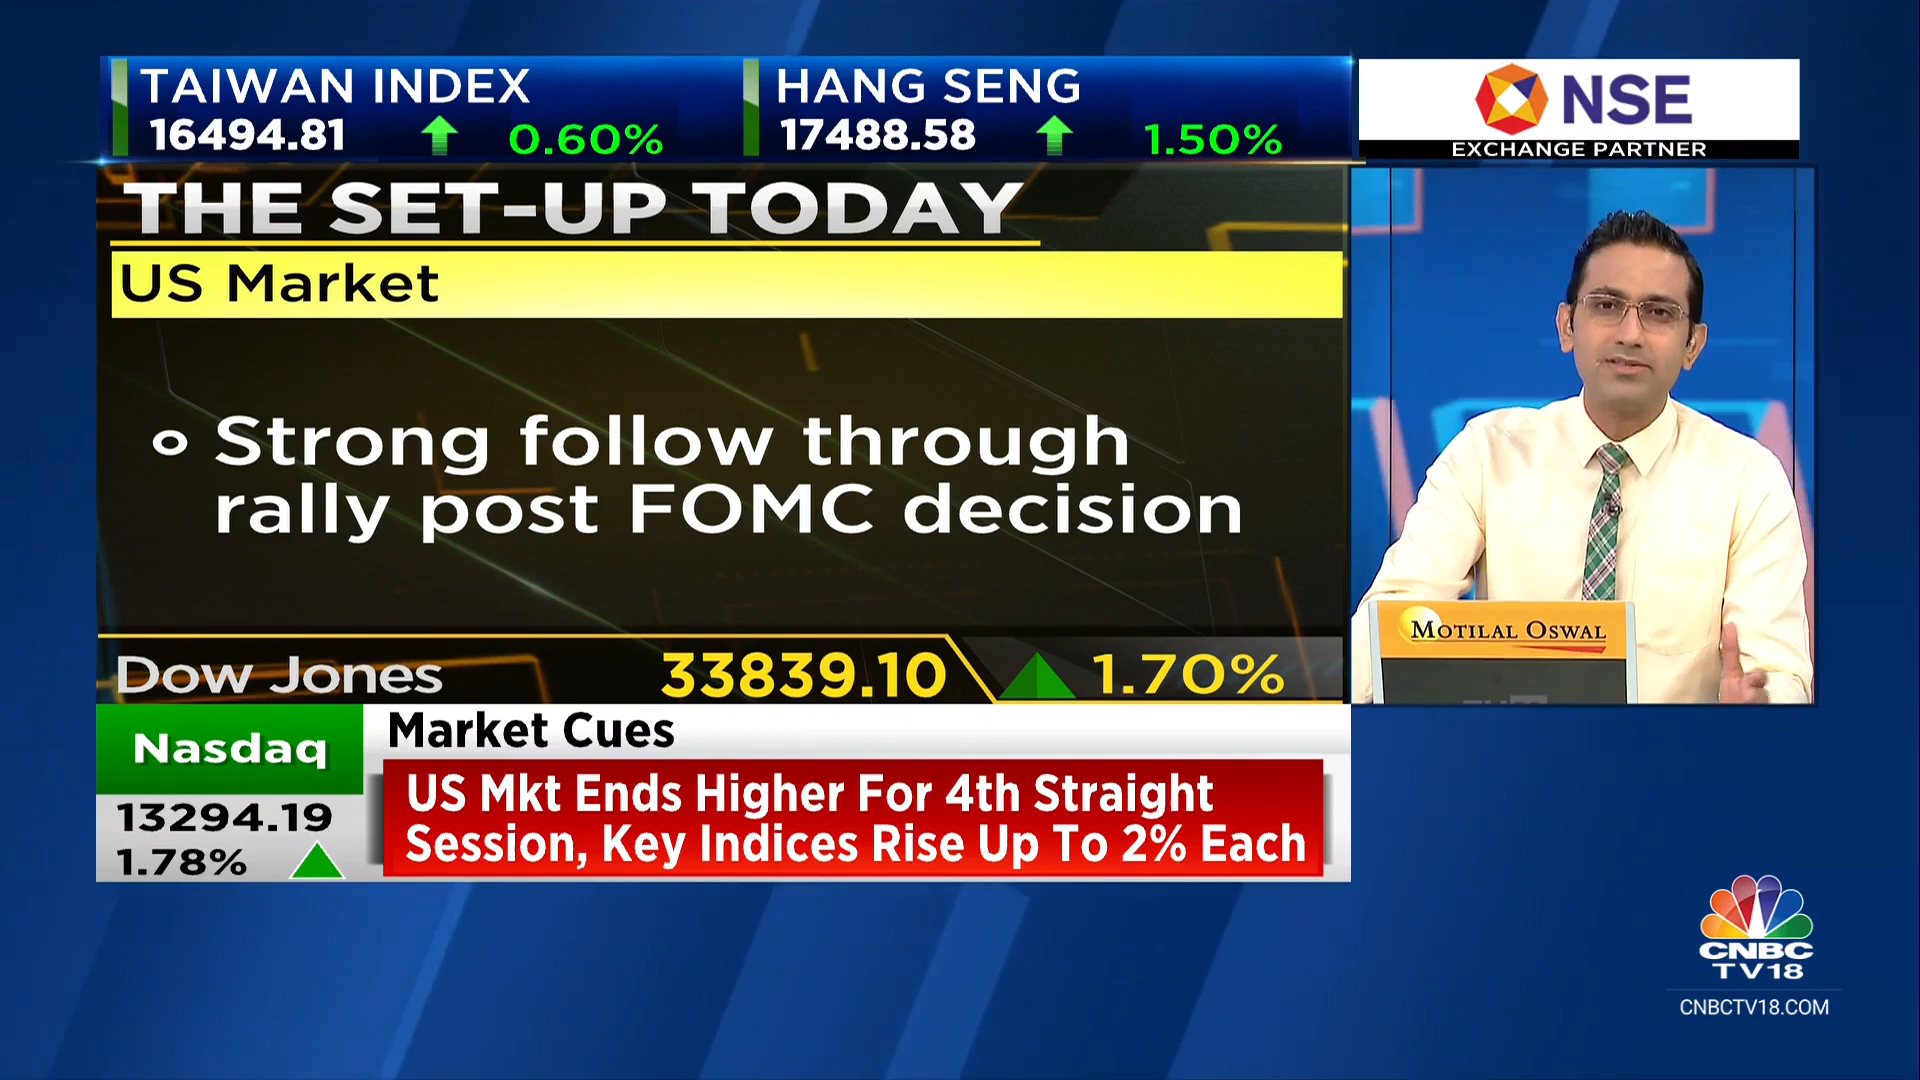 TAIWAN INDEX
16494.81 0.60%
HANG SENG
17488.58 1.50%
NSE
EXCHANGE PARTNER
THE SET-UP TODAY
US Market
Strong follow through
rally post FOMC decision
MOTILAL OSWAL
Dow Jones 33839.10 1.70%
Nasdaq
13294.19
1.78%
Market Cues
US Mkt Ends Higher For 4th Straight
Session, Key Indices Rise Up To 2% Each
CNBC
TV18
CNBCTV18.COM